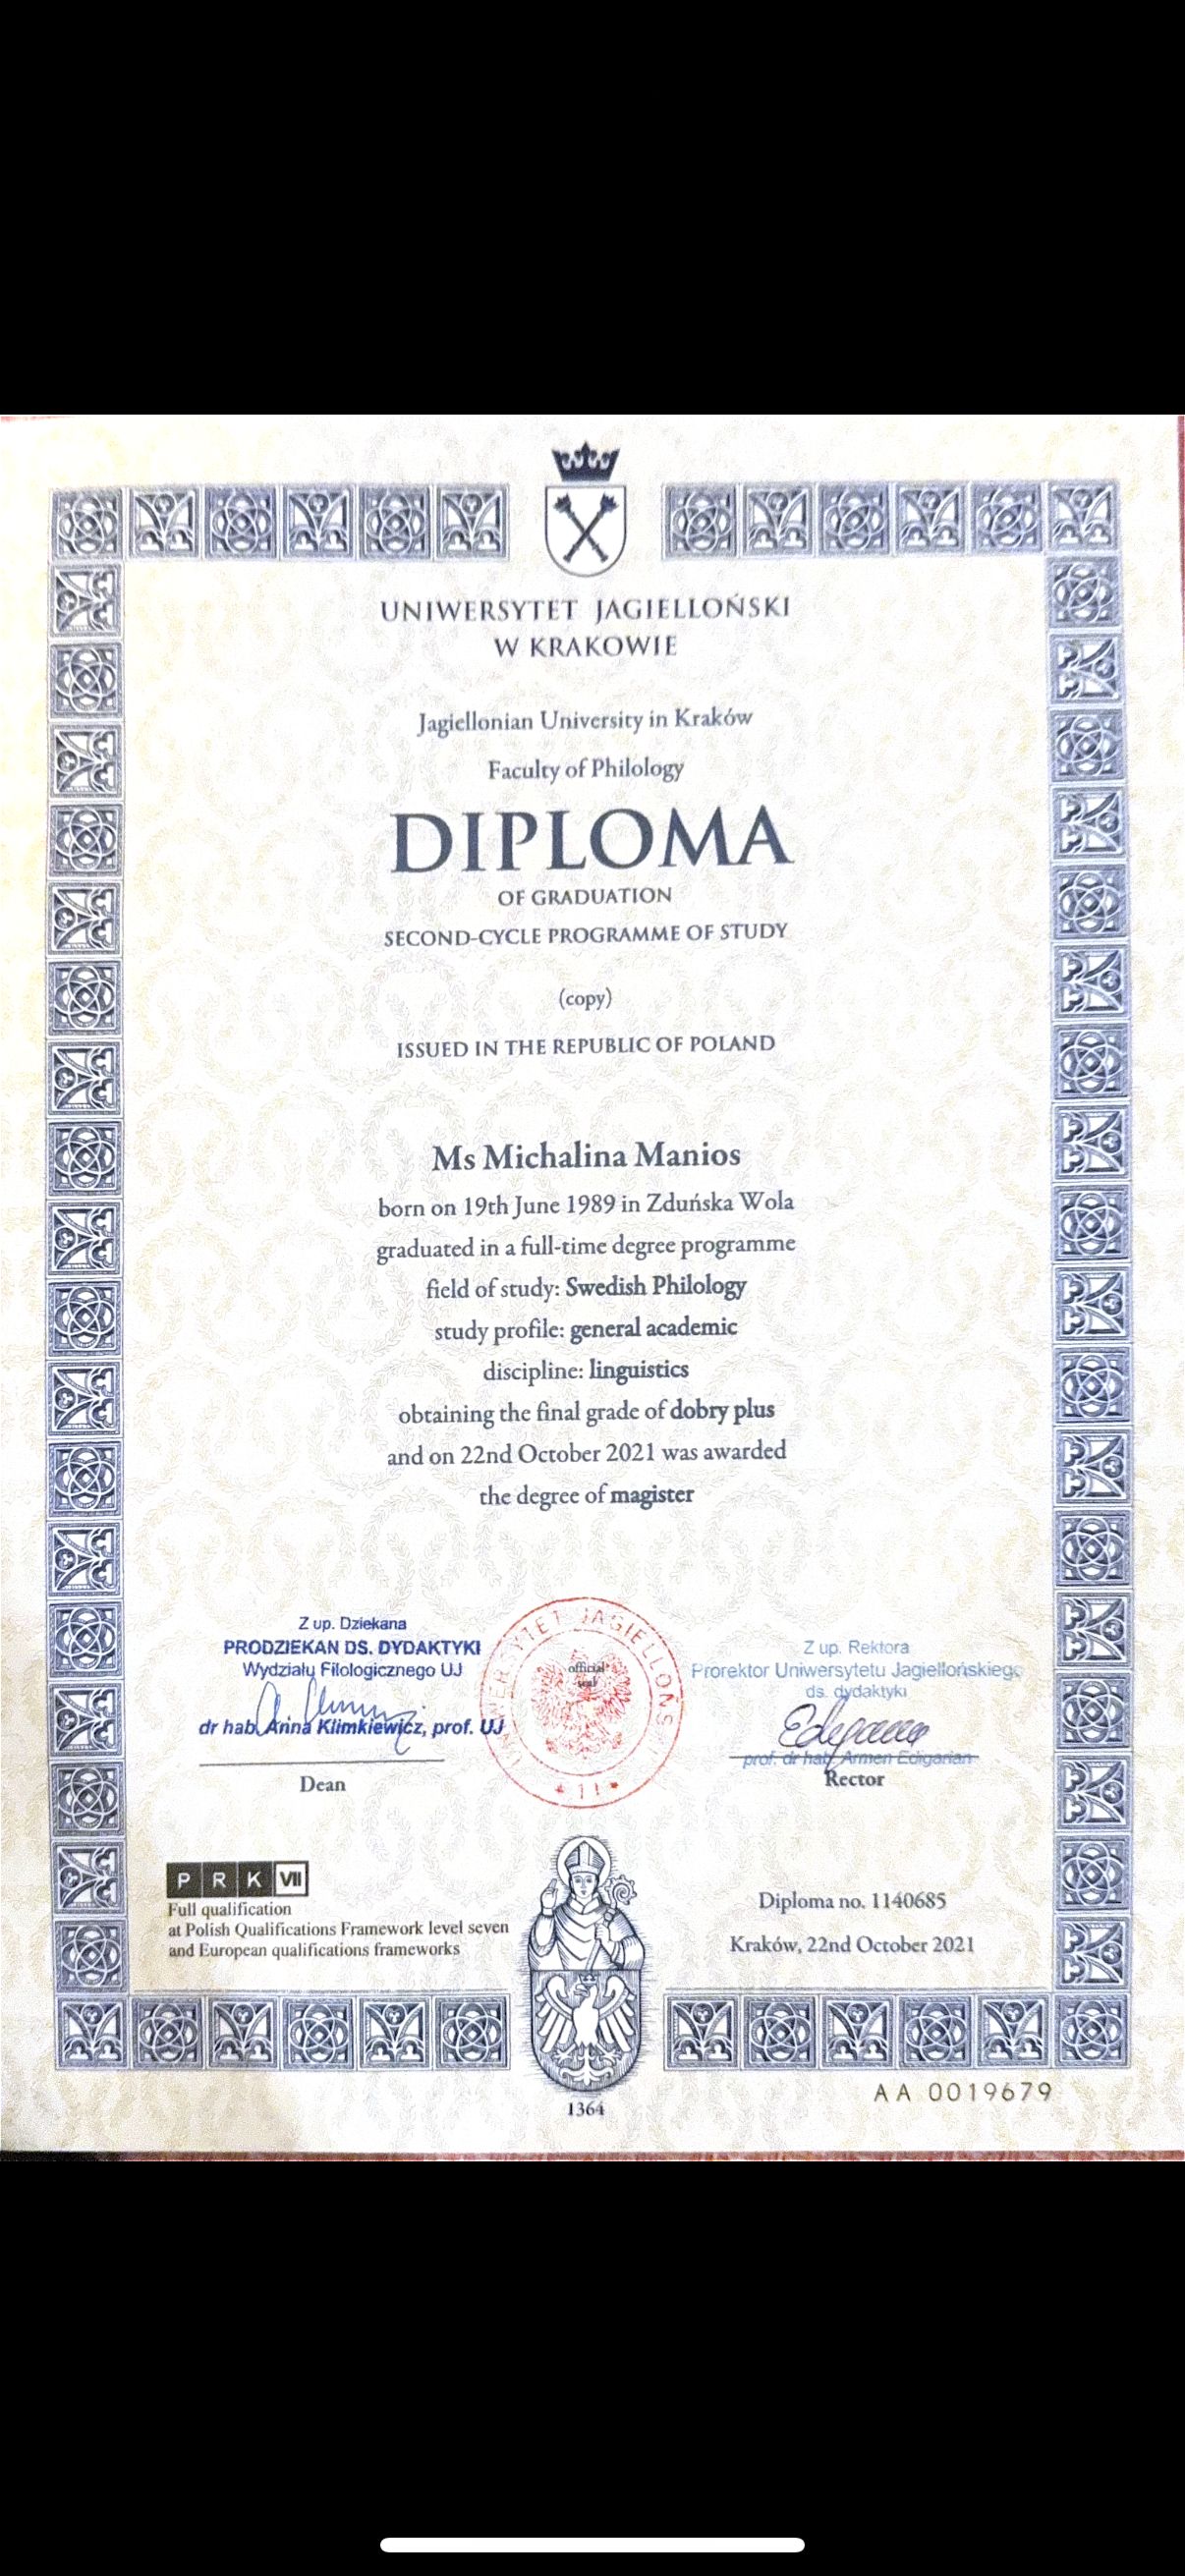 UNIWERSYTET JAGIELLOŃSKI
W KRAKOWIE
Jagiellonian University in Kraków
Faculty of Philology
DIPLOMA
OF GRADUATION
SECOND-CYCLE PROGRAMME OF STUDY
(copy)
ISSUED IN THE REPUBLIC OF POLAND
Ms Michalina Manios
born on 19th June 1989 in Zduńska Wola
graduated in a full-time degree programme
field of study: Swedish Philology
study profile: general academic
discipline: linguistics
obtaining the final grade of dobry plus
and on 22nd October 2021 was awarded
the degree of magister
Z up. Dziekana
PRODZIEKAN DS. DYDAKTYKI
Wydziału Filologicznego UJ
dr hab. Anna Klimkiewicz, prof. UJ
Dean
UNIWERSYTET JAGIELLOŃSKI
* 11 *
official
seal
Z up. Rektora
Prorektor Uniwersytetu Jagiellońskiego
ds. dydaktyki
prof. dr hab. Armen Edigarian
Rector
P R K VII
Full qualification
at Polish Qualifications Framework level seven
and European qualifications frameworks
Diploma no. 1140685
Kraków, 22nd October 2021
1364
AA 0019679